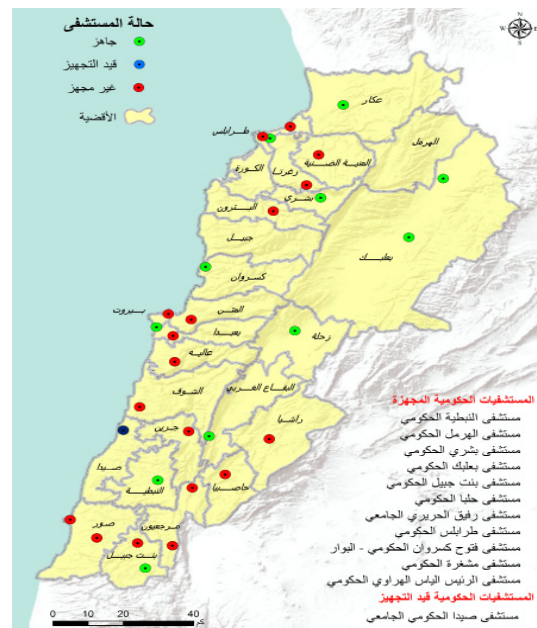 حالة المستشفى
جاهز
قيد التجهيز
غير مجهز
الأقضية
N
W
E
S
عكار
طرابلس
الهرمل
المنية الضنية
زغرتا
الكورة
بشري
البترون
جبيل
بعلبك
كسروان
بيروت
المتن
بعبدا
زحلة
عاليه
البقاع الغربي
الشوف
راشيا
جزين
صيدا
حاصبيا
النبطية
صور
مرجعيون
بنت جبيل
المستشفيات الحكومية المجهزة
مستشفى النبطية الحكومي
مستشفى الهرمل الحكومي
مستشفى بشري الحكومي
مستشفى بعلبك الحكومي
مستشفى بنت جبيل الحكومي
مستشفى حلبا الحكومي
مستشفى رفيق الحريري الجامعي
مستشفى طرابلس الحكومي
مستشفى فتوح كسروان الحكومي - البوار
مستشفى مشغرة الحكومي
مستشفى الرئيس الياس الهراوي الحكومي
المستشفيات الحكومية قيد التجهيز
مستشفى صيدا الحكومي الجامعي
0 10 20 40
كم